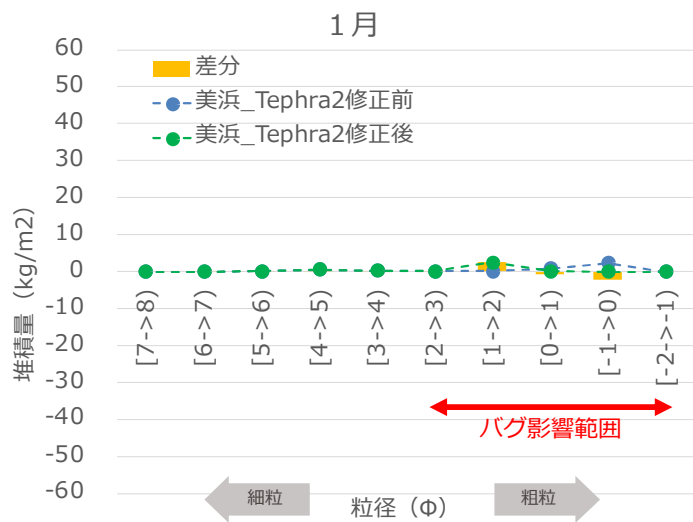 1月
60
50
40
30
20
10
0
-10
-20
-30
-40
-50
-60
堆積量（kg/m2）
差分
美浜_Tephra2修正前
美浜_Tephra2修正後
[7->8)
[6->7)
[5->6)
[4->5)
[3->4)
[2->3)
[1->2)
[0->1)
[-1->0)
[-2->-1)
バグ影響範囲
細粒
粒径（Φ）
粗粒